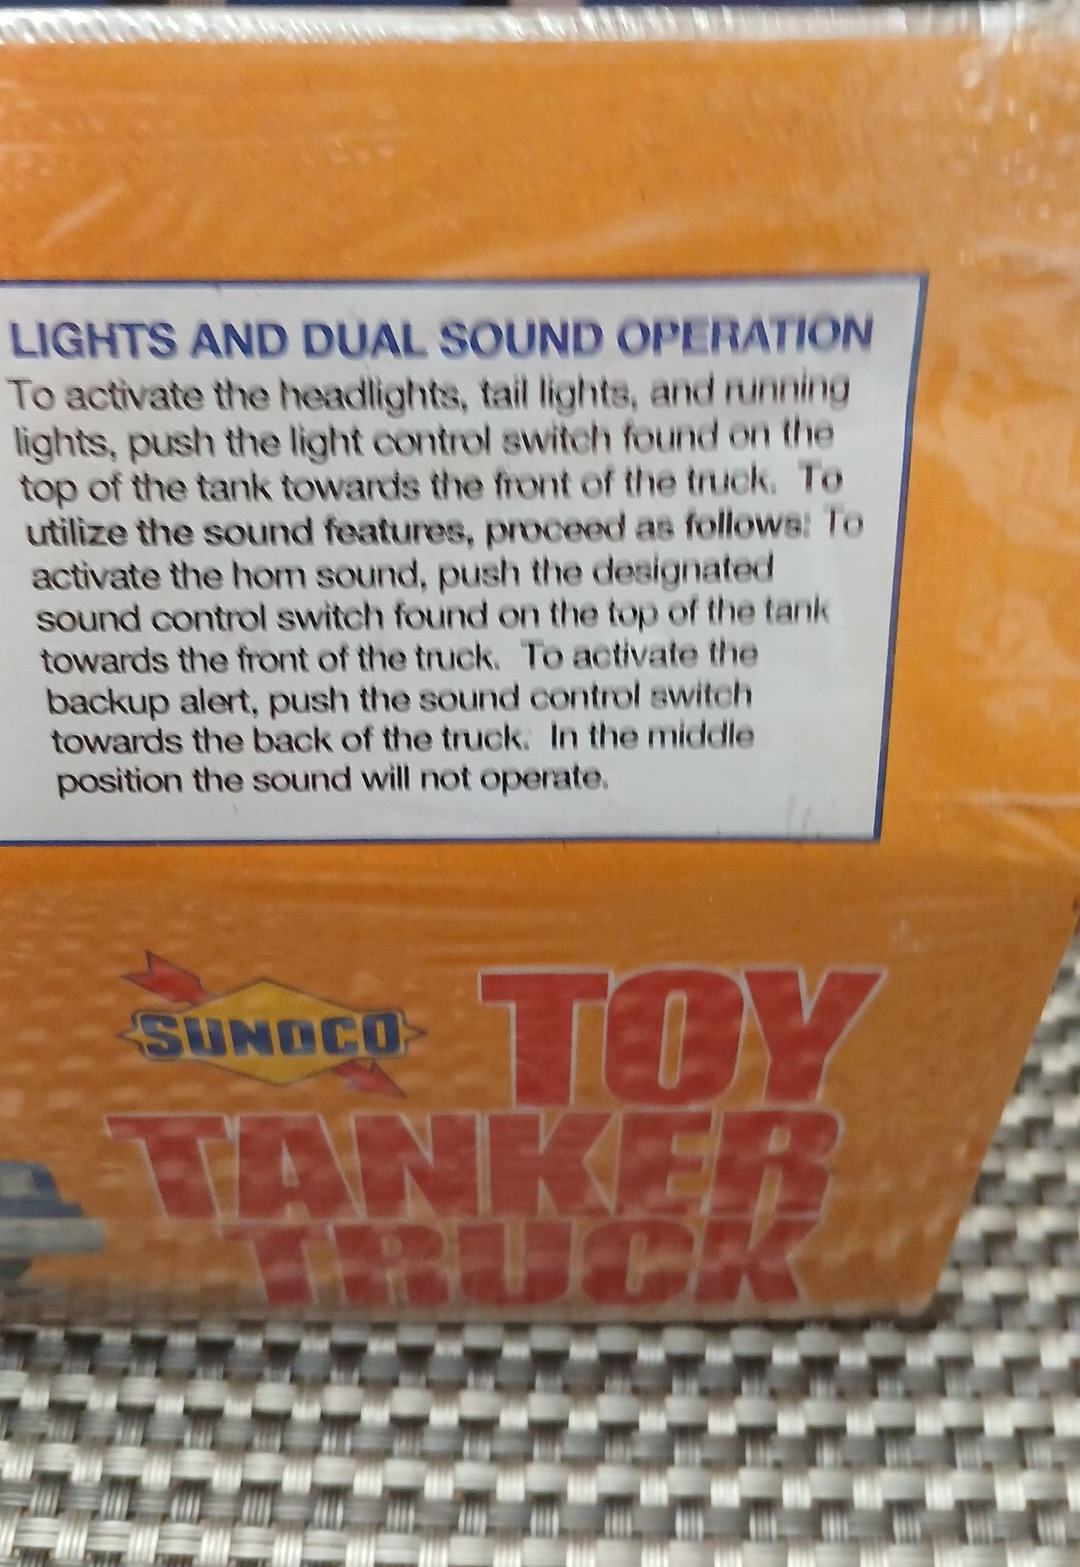 LIGHTS AND DUAL SOUND OPERATION
To activate the headlights, tail lights, and running
lights, push the light control switch found on the
top of the tank towards the front of the truck. To
utilize the sound features, proceed as follows: To
activate the horn sound, push the designated
sound control switch found on the top of the tank
towards the front of the truck. To activate the
backup alert, push the sound control switch
towards the back of the truck. In the middle
position the sound will not operate.
SUNOCO TOY
TANKER
TRUCK